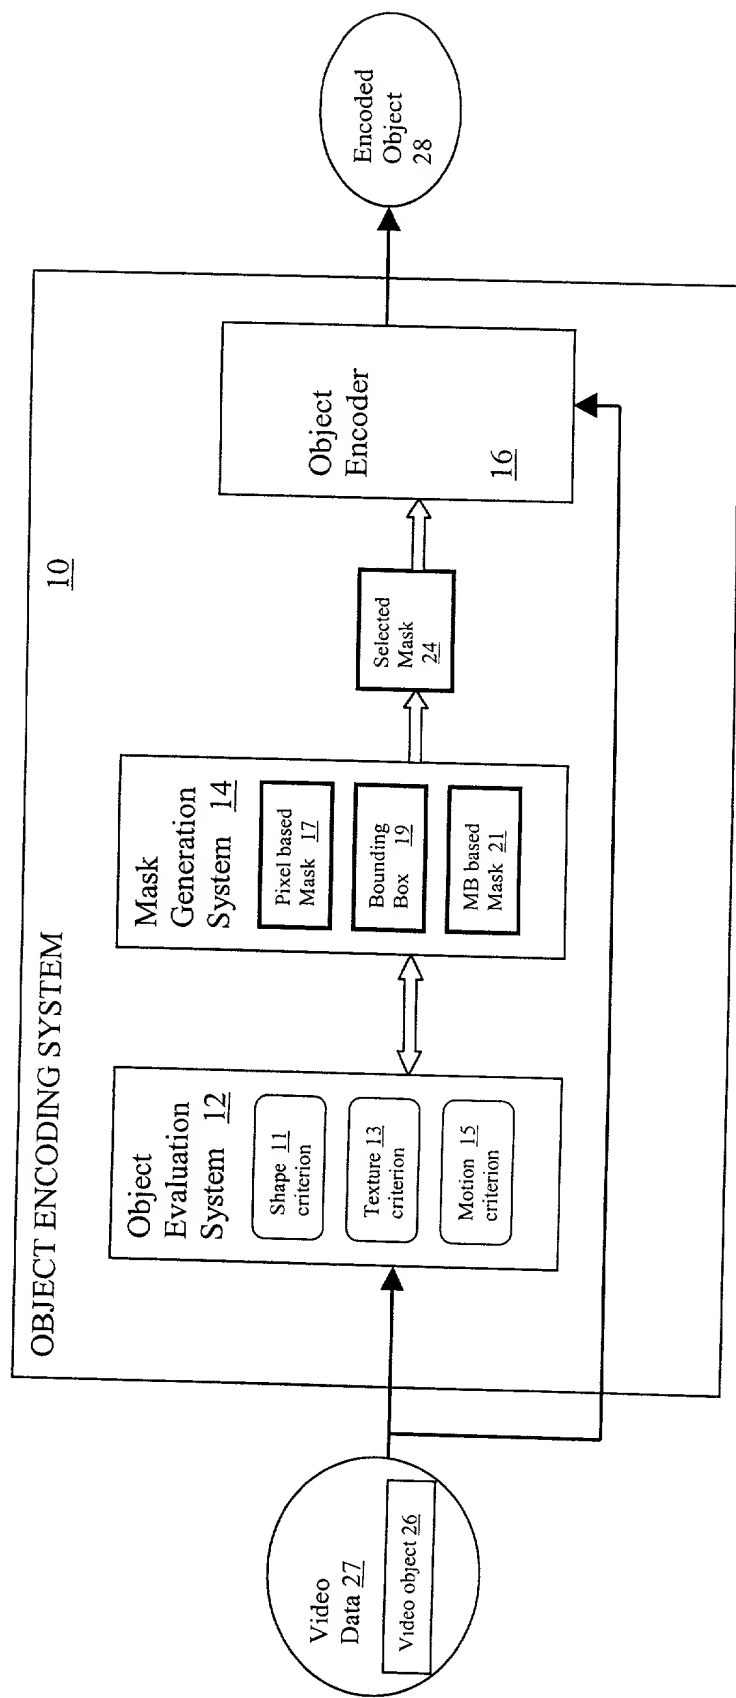 OBJECT ENCODING SYSTEM
10
Video
Data 27
Video object 26
Object
Evaluation
System 12
Shape 11
criterion
Texture 13
criterion
Motion 15
criterion
Mask
Generation
System 14
Pixel based
Mask 17
Bounding
Box 19
MB based
Mask 21
Selected
Mask
24
Object
Encoder
16
Encoded
Object
28